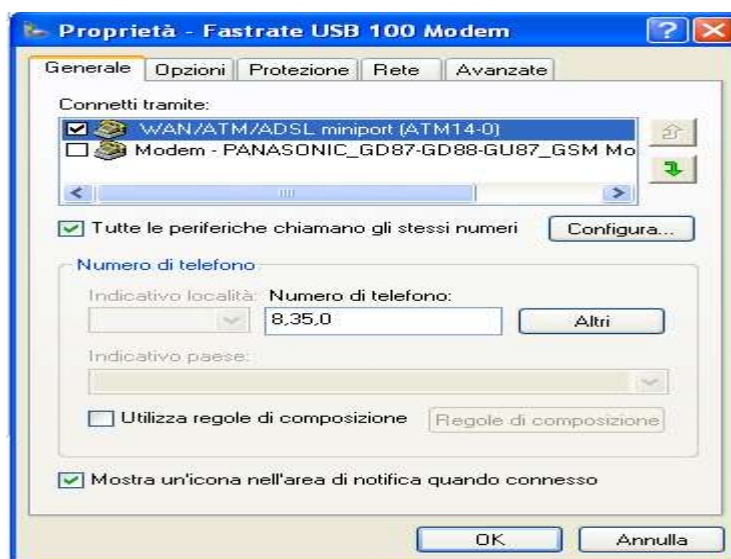 Proprietà - Fastrate USB 100 Modem
Generale Opzioni Protezione Rete Avanzate
Connetti tramite:
WAN/ATM/ADSL miniport (ATM14-0)
Modem - PANASONIC_GD87-GD88-GU87_GSM Mo
Tutte le periferiche chiamano gli stessi numeri Configura...
Numero di telefono
Indicativo località: Numero di telefono:
8,35,0 Altri
Indicativo paese:
Utilizza regole di composizione Regole di composizione
Mostra un'icona nell'area di notifica quando connesso
OK Annulla